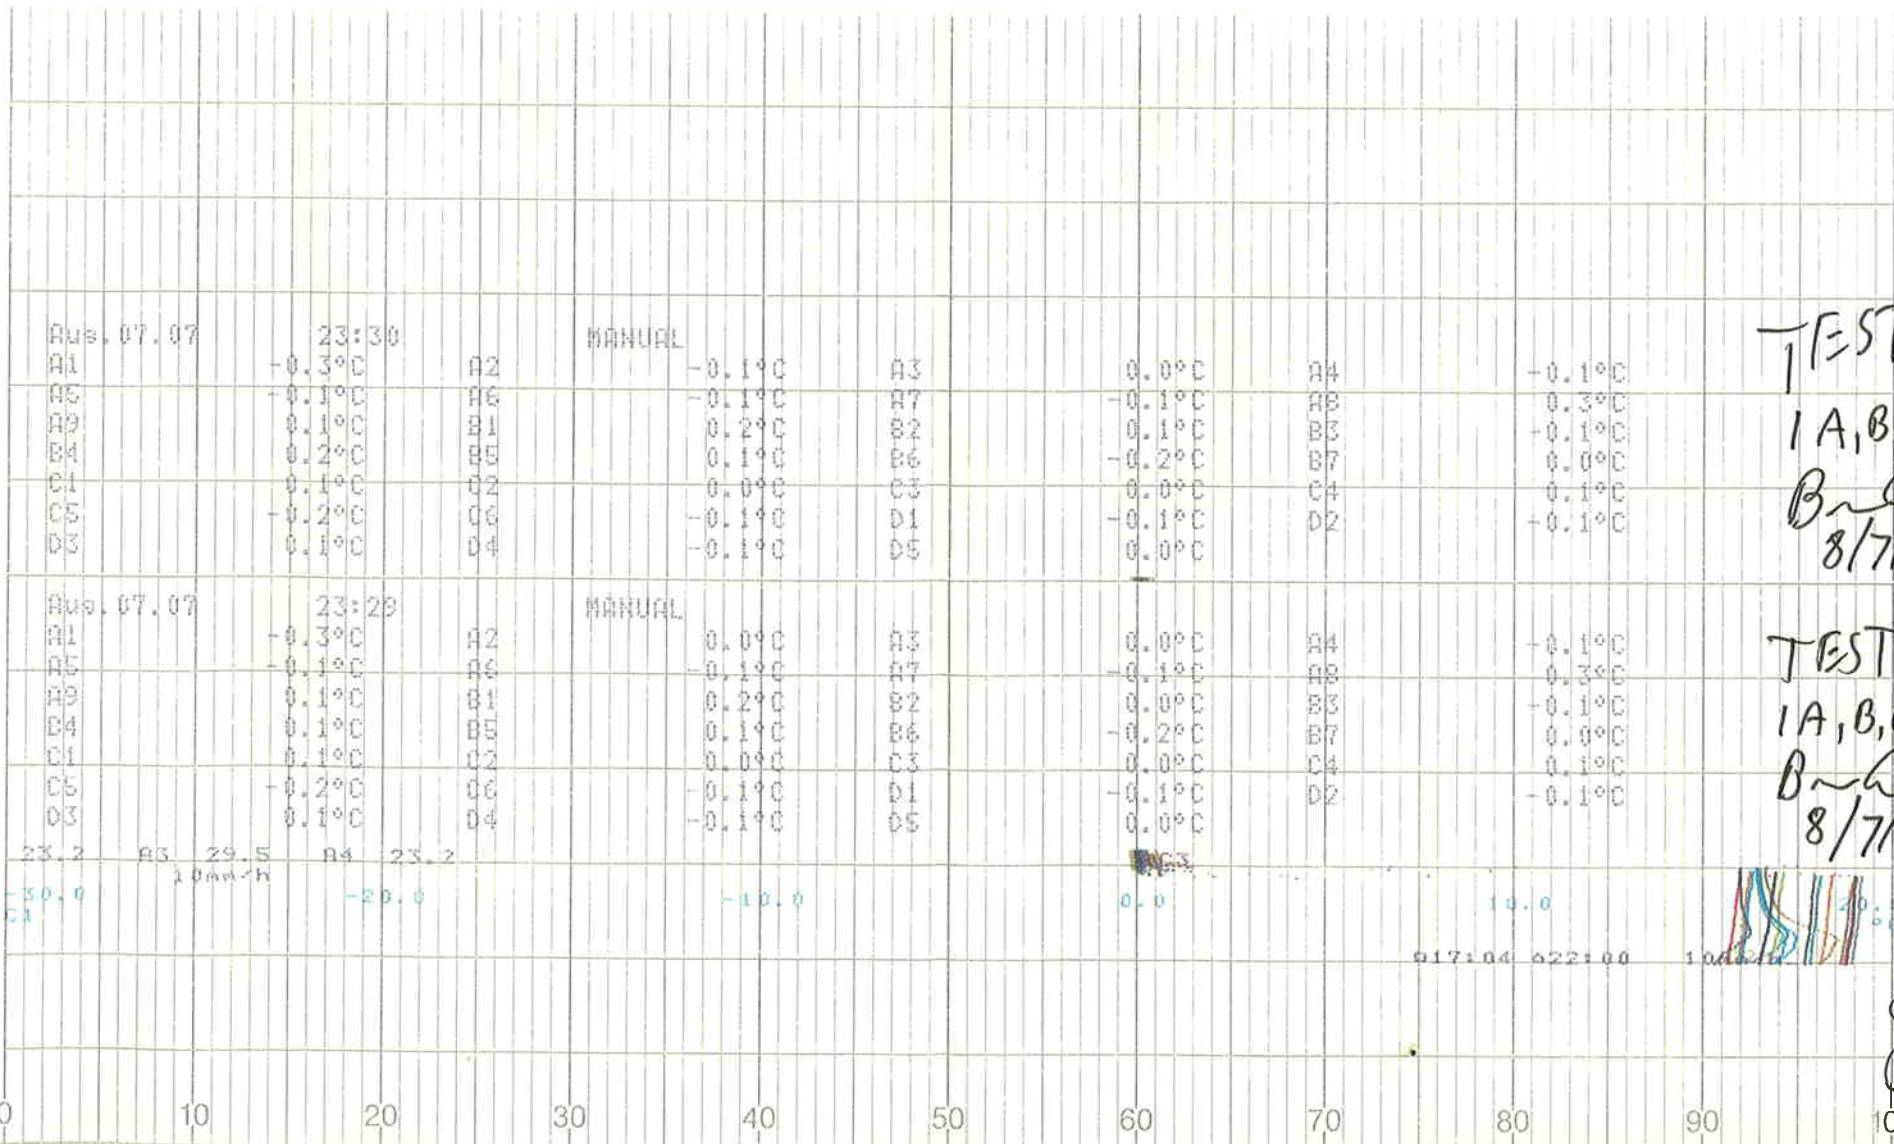 Aug.07.07 23:30 MANUAL
A1 -0.3°C A2 -0.1°C A3 0.0°C A4 -0.1°C
A5 -0.1°C A6 -0.1°C A7 -0.1°C A8 0.3°C
A9 0.1°C B1 0.2°C B2 0.1°C B3 -0.1°C
B4 0.2°C B5 0.1°C B6 -0.2°C B7 0.0°C
C1 0.1°C C2 0.0°C C3 0.0°C C4 0.1°C
C5 -0.2°C C6 -0.1°C D1 -0.1°C D2 -0.1°C
D3 0.1°C D4 -0.1°C D5 0.0°C
TEST
1A,B
8/7/
Aug.07.07 23:29 MANUAL
A1 -0.3°C A2 0.0°C A3 0.0°C A4 -0.1°C
A5 -0.1°C A6 -0.1°C A7 -0.1°C A8 0.3°C
A9 0.1°C B1 0.2°C B2 0.0°C B3 -0.1°C
B4 0.1°C B5 0.1°C B6 -0.2°C B7 0.0°C
C1 0.1°C C2 0.0°C C3 0.0°C C4 0.1°C
C5 -0.2°C C6 -0.1°C D1 -0.1°C D2 -0.1°C
D3 0.1°C D4 -0.1°C D5 0.0°C
TEST
1A,B,
8/7/
23.2 A3 29.5 A4 23.2
10mm/h
-30.0 -20.0 -10.0 0.0 10.0 20.
C1
0 10 20 30 40 50 60 70 80 90 10